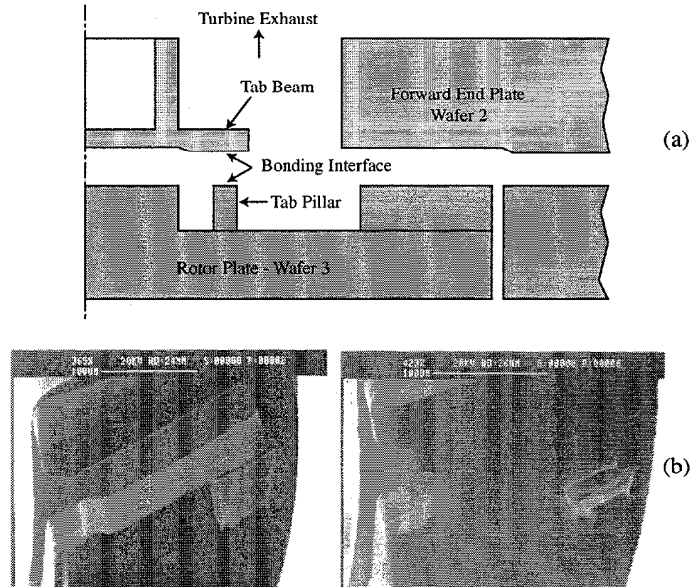 Turbine Exhaust
Tab Beam
Forward End Plate
Wafer 2
(a)
Bonding Interface
Tab Pillar
Rotor Plate - Wafer 3
(b)